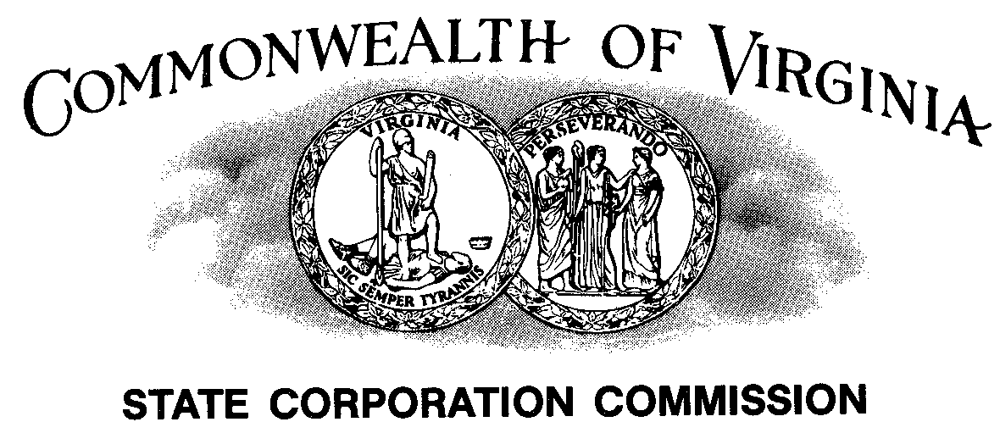 COMMONWEALTH OF VIRGINIA
VIRGINIA
SIC SEMPER TYRANNIS
PERSEVERANDO
STATE CORPORATION COMMISSION